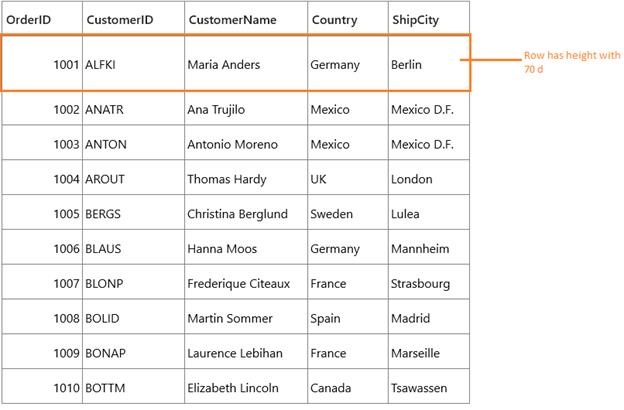 OrderID CustomerID CustomerName Country ShipCity
1001 ALFKI Maria Anders Germany Berlin
Row has height with
70 d
1002 ANATR Ana Trujilo Mexico Mexico D.F.
1003 ANTON Antonio Moreno Mexico Mexico D.F.
1004 AROUT Thomas Hardy UK London
1005 BERGS Christina Berglund Sweden Lulea
1006 BLAUS Hanna Moos Germany Mannheim
1007 BLONP Frederique Citeaux France Strasbourg
1008 BOLID Martin Sommer Spain Madrid
1009 BONAP Laurence Lebihan France Marseille
1010 BOTTM Elizabeth Lincoln Canada Tsawassen